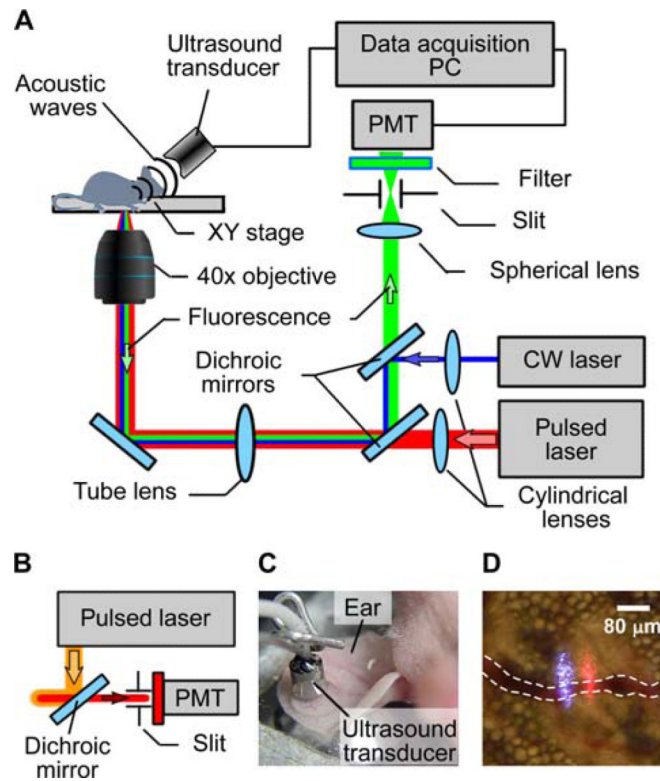 A
Ultrasound
transducer
Data acquisition
PC
Acoustic
waves
PMT
Filter
Slit
XY stage
40x objective
Spherical lens
Fluorescence
Dichroic
mirrors
CW laser
Pulsed
laser
Tube lens
Cylindrical
lenses
B
Pulsed laser
PMT
Dichroic
mirror
Slit
C
Ear
Ultrasound
transducer
D
80 µm